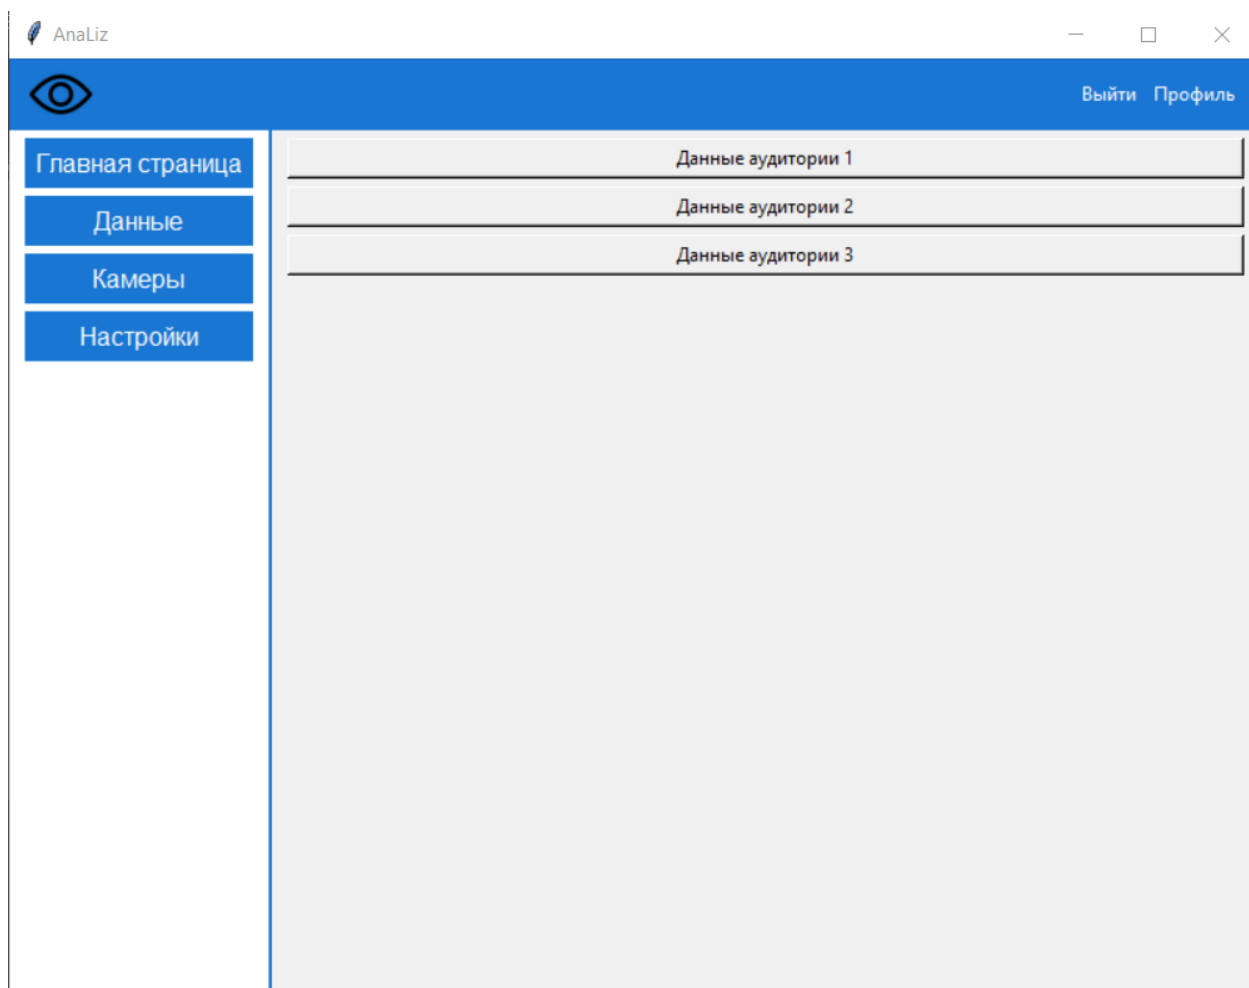 AnaLiz
Выйти Профиль
Главная страница
Данные
Камеры
Настройки
Данные аудитории 1
Данные аудитории 2
Данные аудитории 3